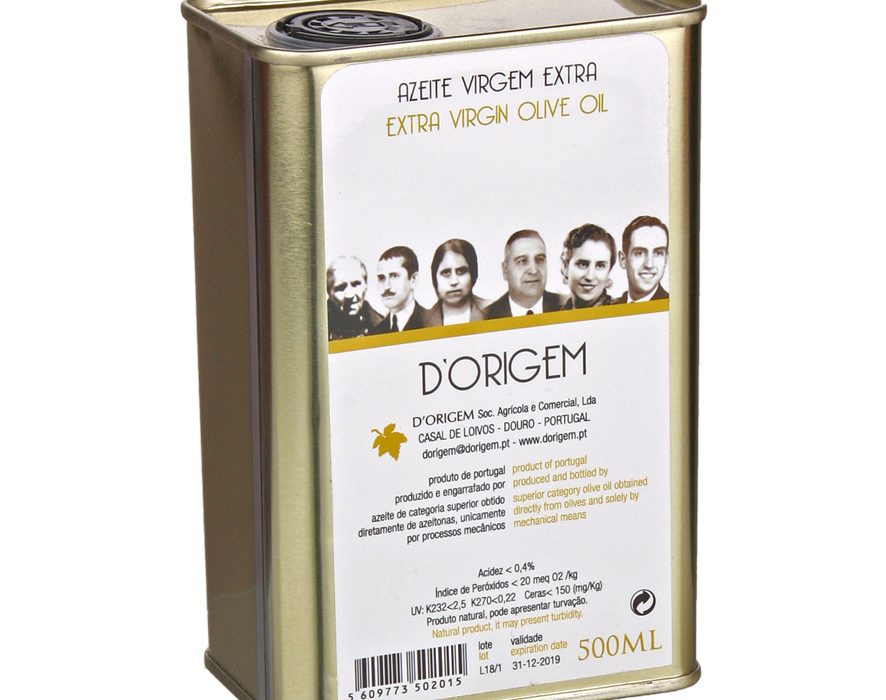 AZEITE VIRGEM EXTRA
EXTRA VIRGIN OLIVE OIL
D'ORIGEM
D'ORIGEM Soc. Agrícola e Comercial, Lda
CASAL DE LOIVOS - DOURO - PORTUGAL
dorigem@dorigem.pt - www.dorigem.pt
produto de portugal product of portugal
produzido e engarrafado por produced and bottled by
azeite de categoria superior obtido superior category olive oil obtained
diretamente de azeitonas, unicamente directly from olives and solely by
por processos mecânicos mechanical means
Acidez < 0,4%
Índice de Peróxidos < 20 meq O2 /kg
UV: K232<2,5 K270<0,22 Ceras< 150 (mg/Kg)
Produto natural, pode apresentar turvação.
Natural product, it may present turbidity.
lote validade
lot expiration date 500ML
L18/1 31-12-2019
5 609773 502015